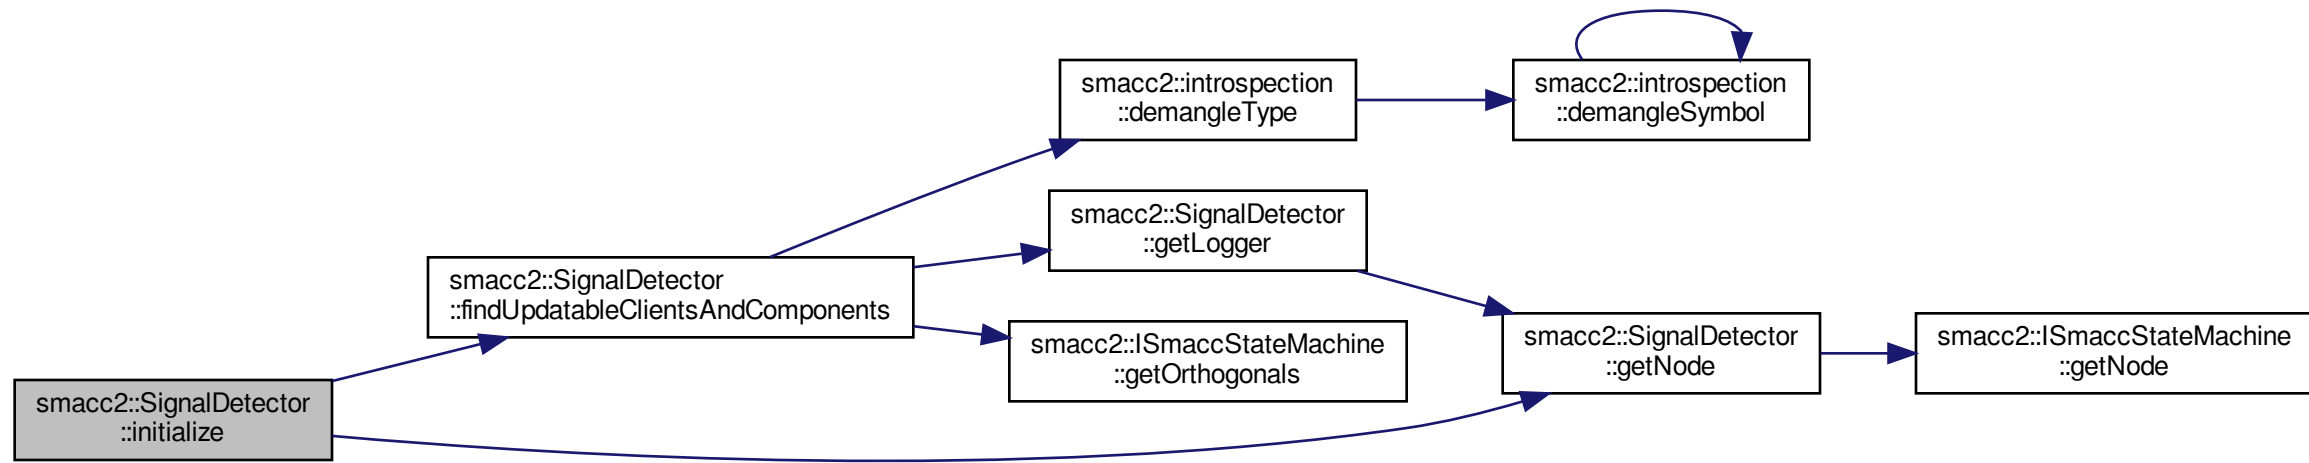 smacc2::SignalDetector
::initialize
smacc2::SignalDetector
::findUpdatableClientsAndComponents
smacc2::introspection
::demangleType
smacc2::introspection
::demangleSymbol
smacc2::SignalDetector
::getLogger
smacc2::ISmaccStateMachine
::getOrthogonals
smacc2::SignalDetector
::getNode
smacc2::ISmaccStateMachine
::getNode